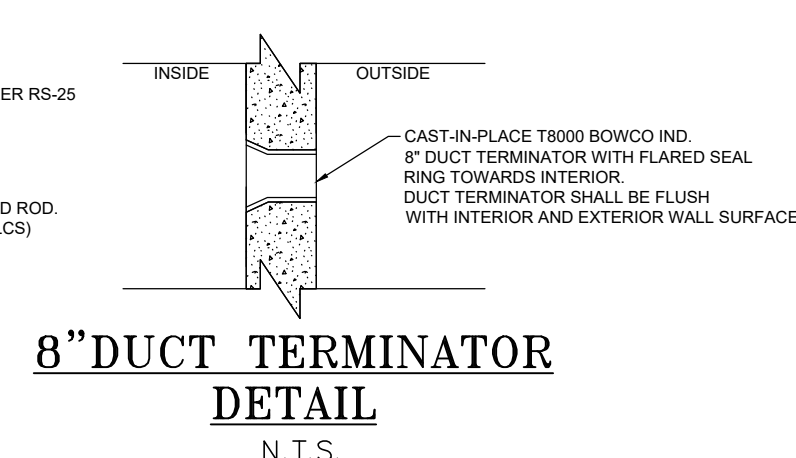 INSIDE
OUTSIDE
ER RS-25
D ROD.
LCS)
CAST-IN-PLACE T8000 BOWCO IND.
8" DUCT TERMINATOR WITH FLARED SEAL
RING TOWARDS INTERIOR.
DUCT TERMINATOR SHALL BE FLUSH
WITH INTERIOR AND EXTERIOR WALL SURFACE
8”DUCT TERMINATOR
DETAIL
N.T.S.